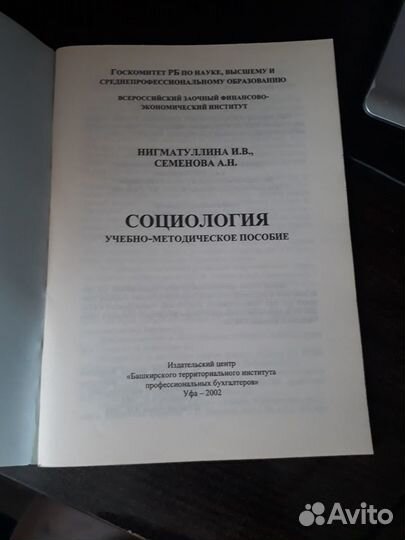 ГОСКОМИТЕТ РБ ПО НАУКЕ, ВЫСШЕМУ И
СРЕДНЕПРОФЕССИОНАЛЬНОМУ ОБРАЗОВАНИЮ
ВСЕРОССИЙСКИЙ ЗАОЧНЫЙ ФИНАНСОВО-
ЭКОНОМИЧЕСКИЙ ИНСТИТУТ
НИГМАТУЛЛИНА И.В.,
СЕМЕНОВА А.Н.
СОЦИОЛОГИЯ
УЧЕБНО-МЕТОДИЧЕСКОЕ ПОСОБИЕ
Издательский центр
«Башкирского территориального института
профессиональных бухгалтеров»
Уфа – 2002
Avito